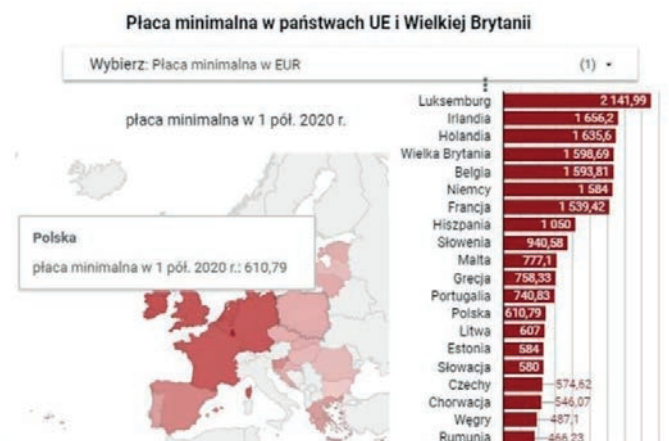 Płaca minimalna w państwach UE i Wielkiej Brytanii
Wybierz: Płaca minimalna w EUR (1)
płaca minimalna w 1 pół. 2020 r.
Polska
płaca minimalna w 1 pół. 2020 r.: 610,79
Luksemburg 2 141,99
Irlandia 1 656,2
Holandia 1 635,6
Wielka Brytania 1 598,69
Belgia 1 593,81
Niemcy 1 584
Francja 1 539,42
Hiszpania 1 050
Słowenia 940,58
Malta 777,1
Grecja 758,33
Portugalia 740,83
Polska 610,79
Litwa 607
Estonia 584
Słowacja 580
Czechy 574,62
Chorwacja 546,07
Węgry 487,1
Rumunia 466,23